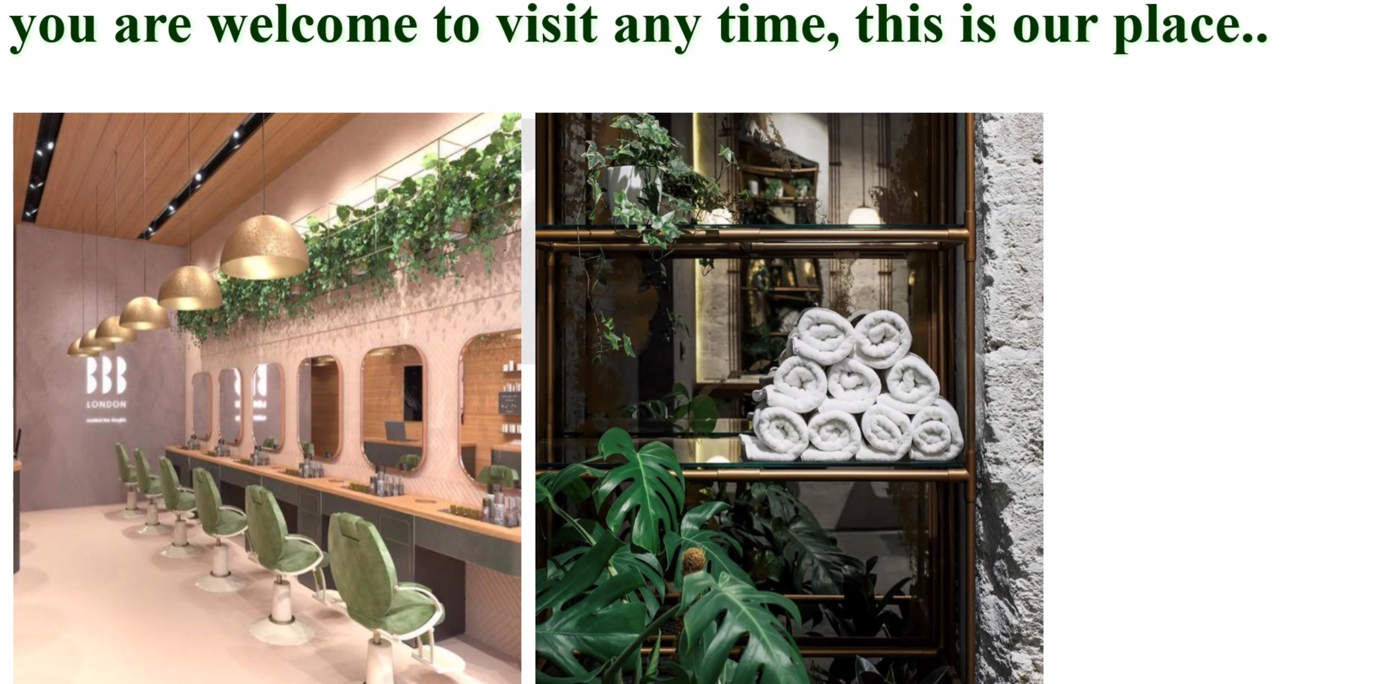 you are welcome to visit any time, this is our place..
BBB
LONDON